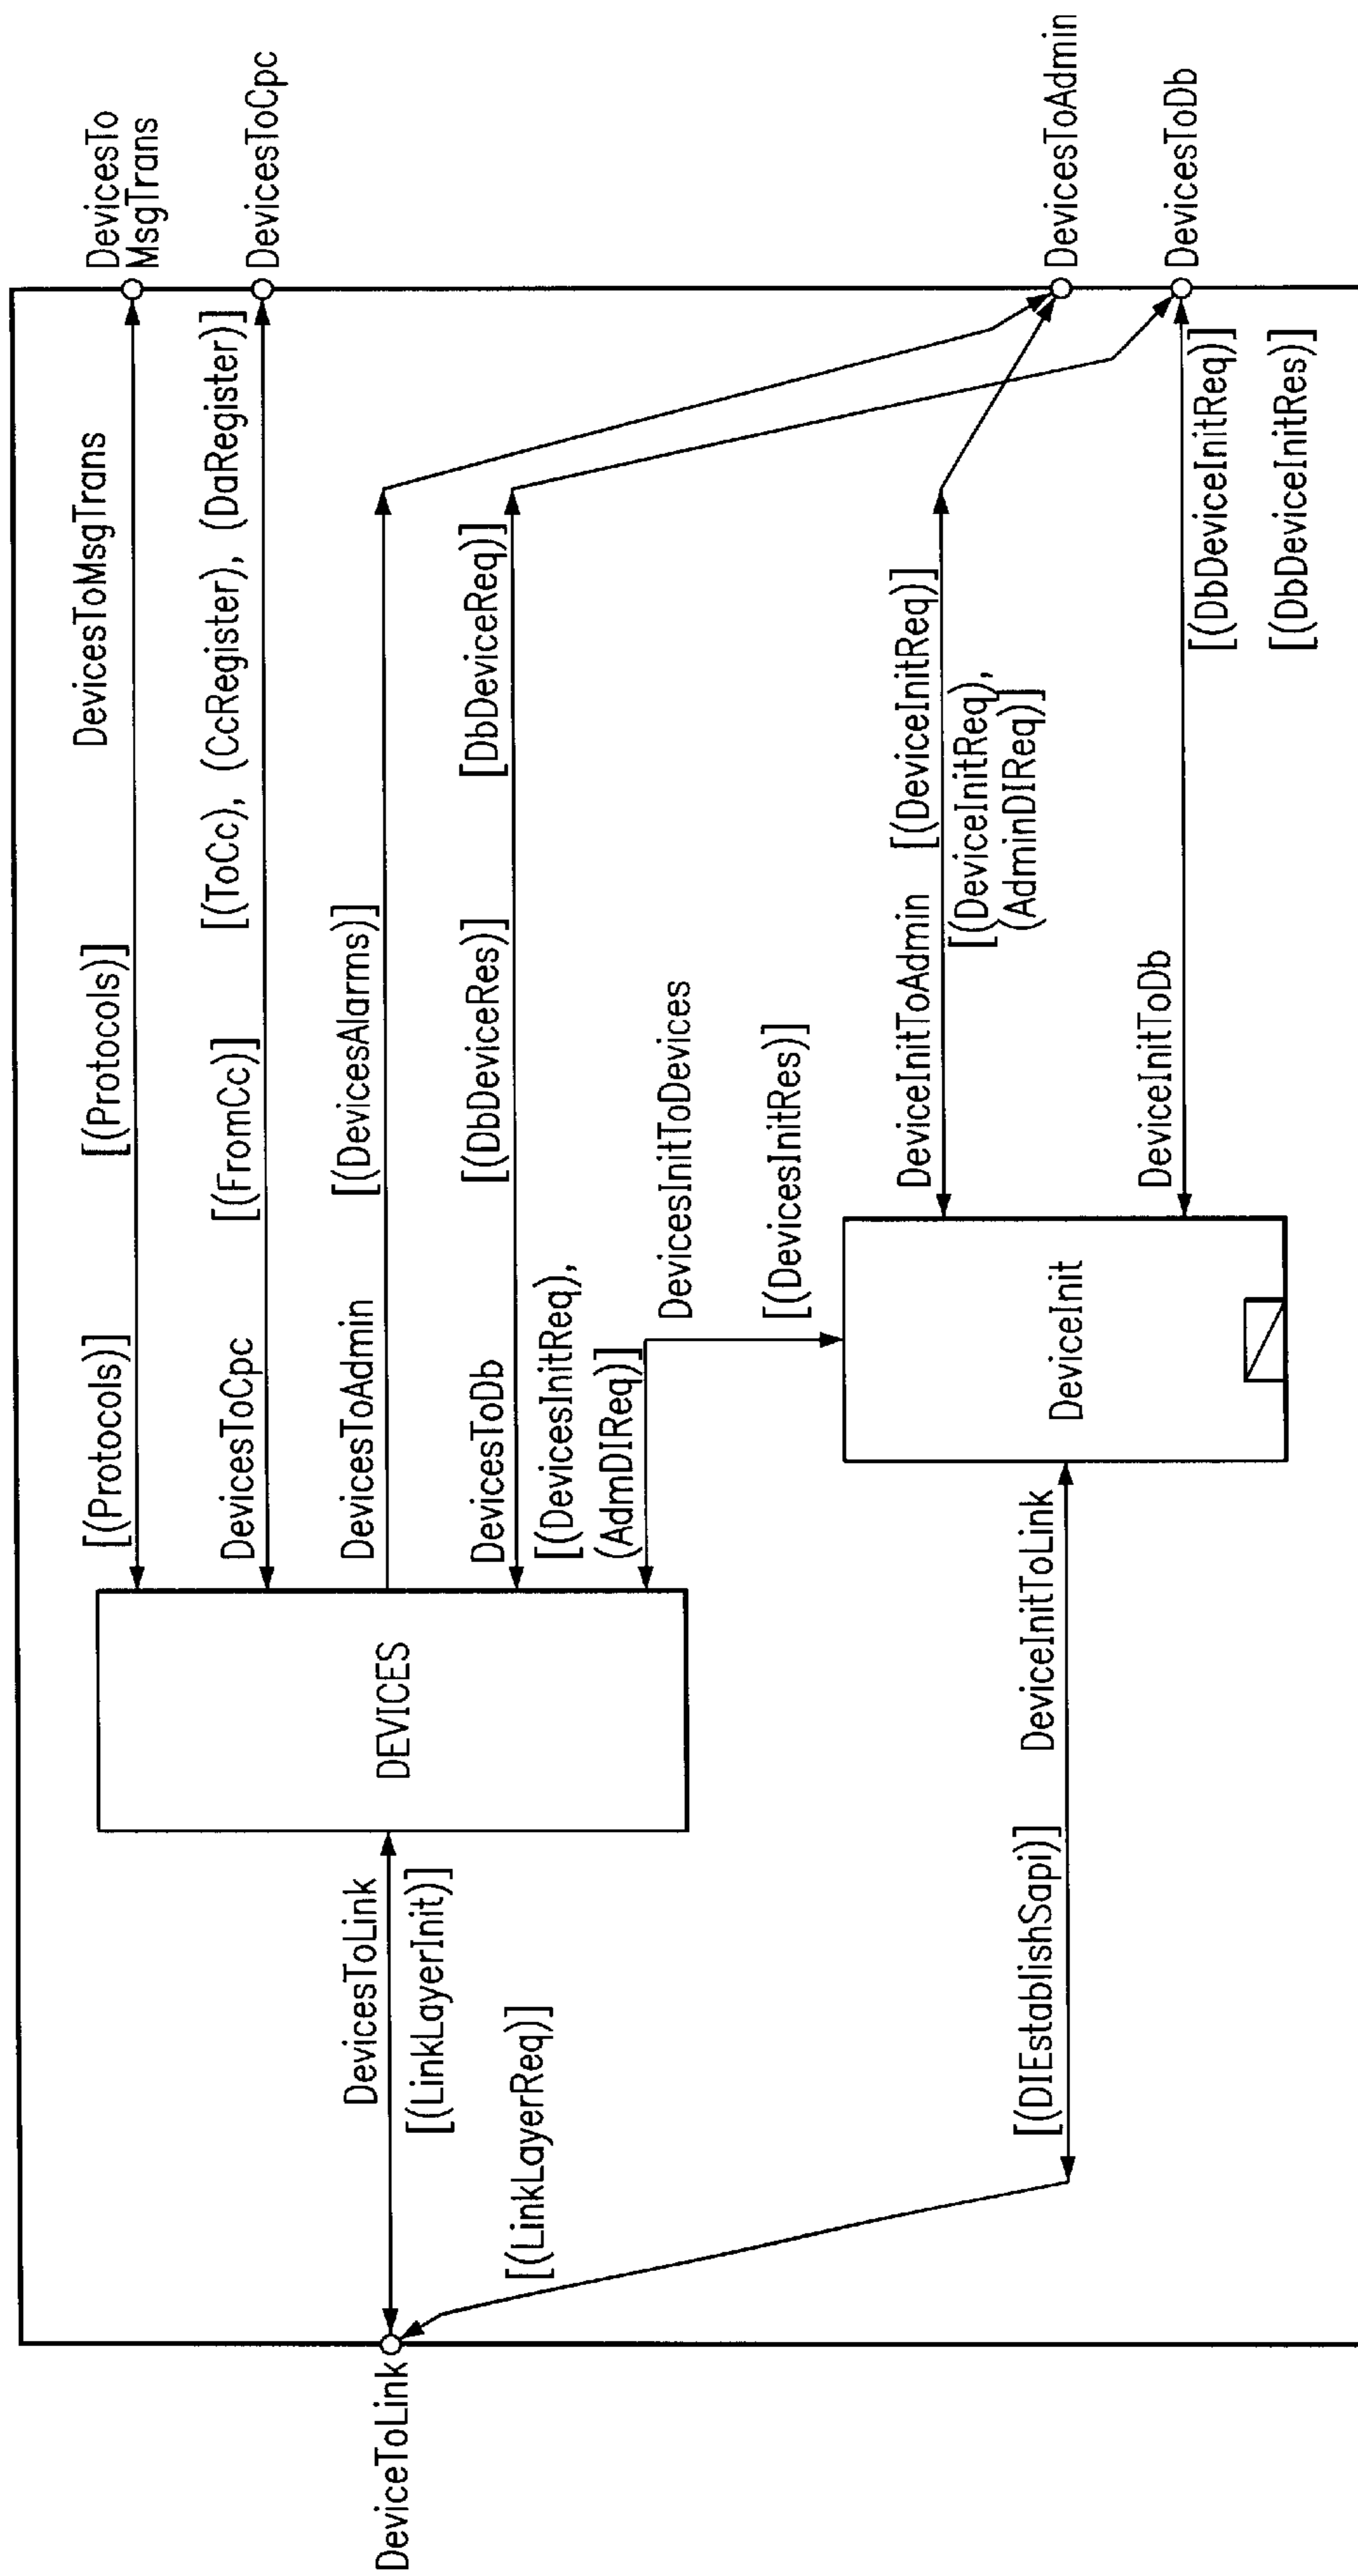 DevicesTo
MsgTrans
DevicesToMsgTrans
[(Protocols)]
[(Protocols)]
DevicesToCpc
[(ToCc), (CcRegister), (DaRegister)]
[(FromCc)]
DevicesToCpc
[(DevicesAlarms)]
DevicesToAdmin
[DbDeviceReq)]
[(DbDeviceRes)]
DevicesToDb
[(DevicesInitReq),
(AdmDIReq)]
DevicesInitToDevices
[(DevicesInitRes)]
DEVICES
DevicesToLink
[(LinkLayerInit)]
[(LinkLayerReq)]
DeviceToLink
DevicesToAdmin
[(DeviceInitReq)]
DeviceInitToAdmin
[(DeviceInitReq),
(AdminDIReq)]
DevicesToDb
[(DbDeviceInitReq)]
[(DbDeviceInitRes)]
DeviceInitToDb
DeviceInit
DeviceInitToLink
[(DIEstablishSapi)]